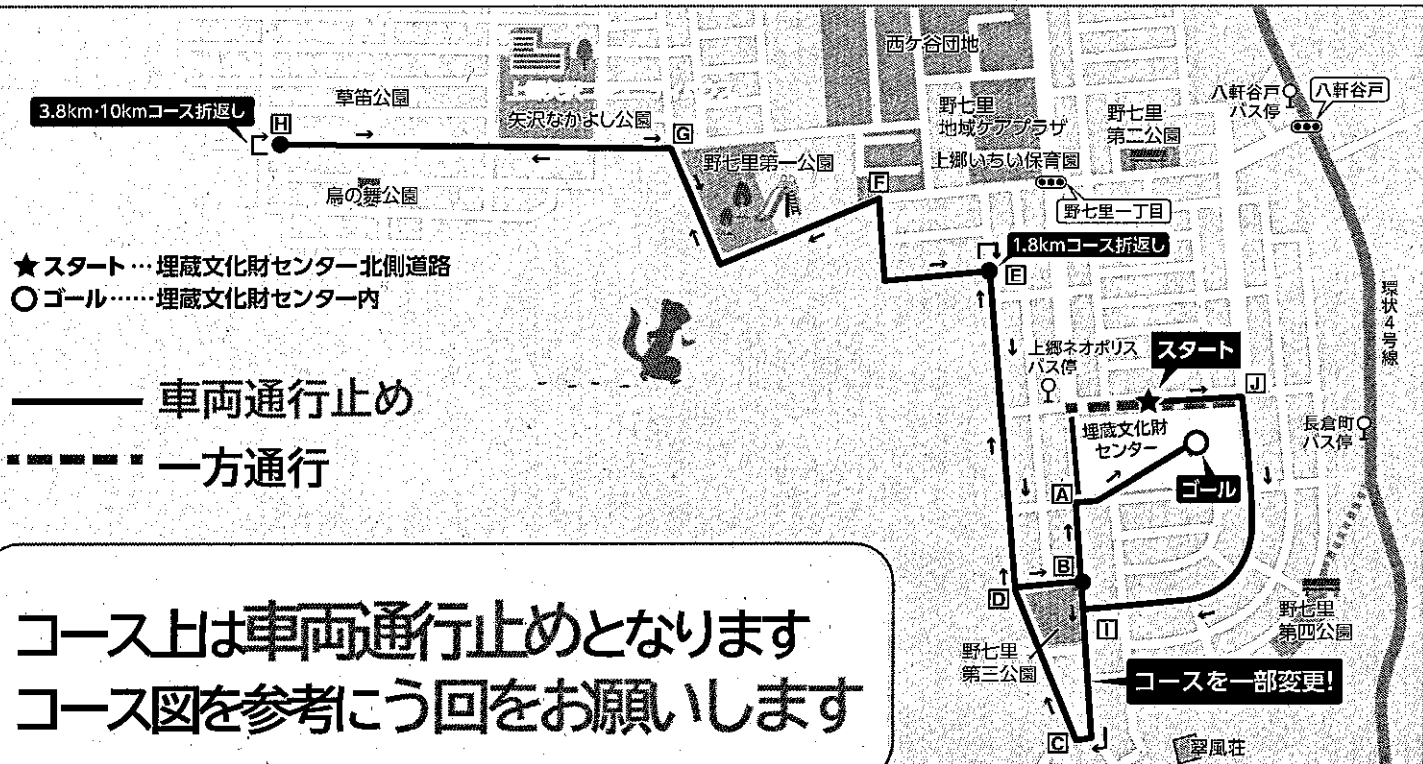 西ケ谷団地
3.8km・10kmコース折返し
草笛公園
H
矢沢なかよし公園
G
野七里
地域ケアプラザ
野七里
第二公園
八軒谷戸
バス停
八軒谷戸
野七里第一公園
上郷いちい保育園
F
鳥の舞公園
野七里一丁目
1.8kmコース折返し
E
★スタート…埋蔵文化財センター北側道路
○ゴール……埋蔵文化財センター内
環状4号線
上郷ネオポリス
バス停
スタート
J
車両通行止め
埋蔵文化財
センター
長倉町
バス停
一方通行
A
ゴール
B
D
I
野七里
第四公園
野七里
第三公園
コースを一部変更!
C
翠風荘
コース上は車両通行止めとなります
コース図を参考にう回をお願いします